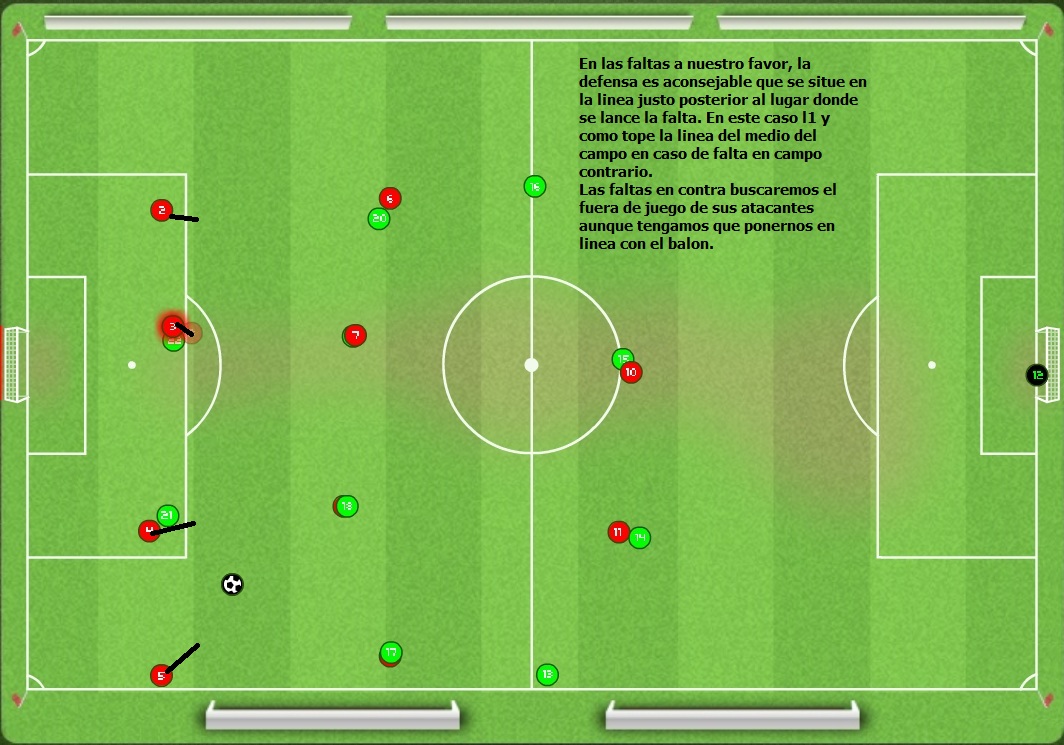 En las faltas a nuestro favor, la
defensa es aconsejable que se situe en
la linea justo posterior al lugar donde
se lance la falta. En este caso l1 y
como tope la linea del medio del
campo en caso de falta en campo
contrario.
Las faltas en contra buscaremos el
fuera de juego de sus atacantes
aunque tengamos que ponernos en
linea con el balon.
16
2
6
20
3
22
7
15
10
12
18
21
4
11
14
17
5
13